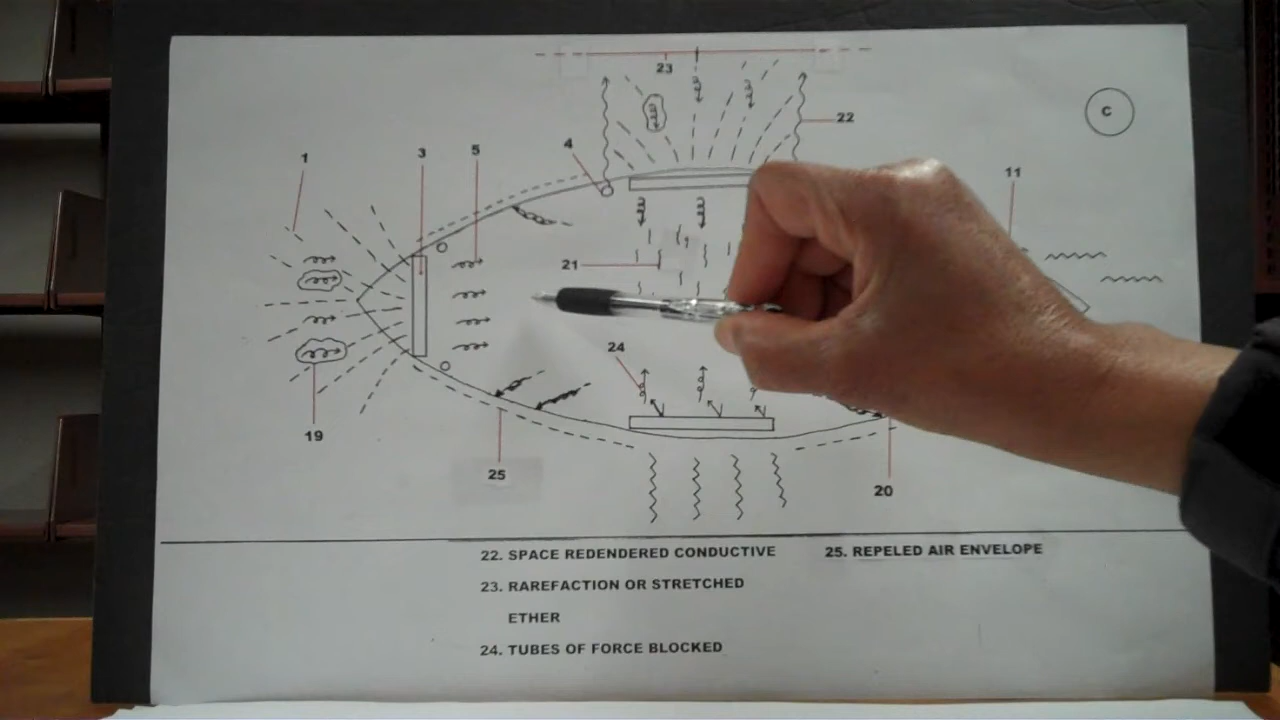 23
C
22
4
1
3
5
11
21
24
19
25
20
22. SPACE REDENDERED CONDUCTIVE
25. REPELED AIR ENVELOPE
23. RAREFACTION OR STRETCHED
ETHER
24. TUBES OF FORCE BLOCKED